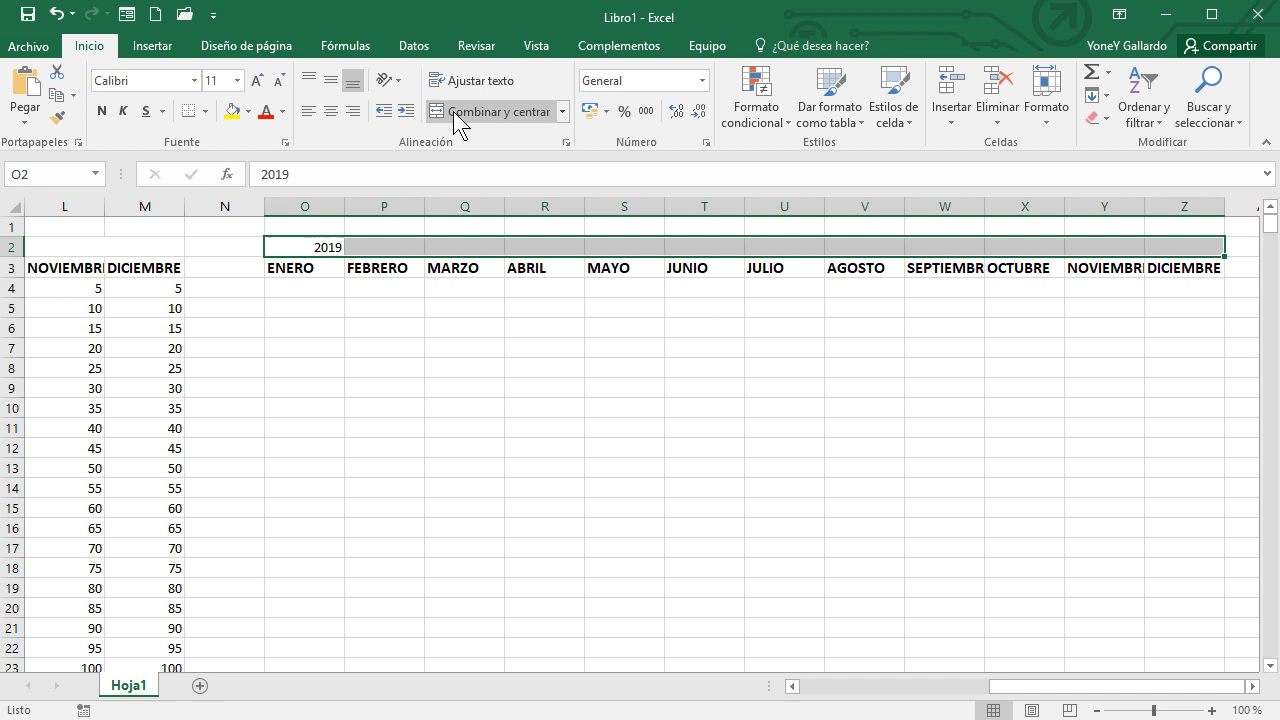 Libro1 - Excel
Archivo Inicio Insertar Diseño de página Fórmulas Datos Revisar Vista Complementos Equipo ¿Qué desea hacer? YoneY Gallardo Compartir
Pegar
Portapapeles
Calibri 11
N K S
Fuente
Ajustar texto
Combinar y centrar
Alineación
General
% 000
Número
Formato condicional
Dar formato como tabla
Estilos de celda
Estilos
Insertar Eliminar Formato
Celdas
Ordenar y filtrar
Buscar y seleccionar
Modificar
O2 fx 2019
L M N O P Q R S T U V W X Y Z
1
2 2019
3 NOVIEMBRI DICIEMBRE ENERO FEBRERO MARZO ABRIL MAYO JUNIO JULIO AGOSTO SEPTIEMBR OCTUBRE NOVIEMBRI DICIEMBRE
4 5 5
5 10 10
6 15 15
7 20 20
8 25 25
9 30 30
10 35 35
11 40 40
12 45 45
13 50 50
14 55 55
15 60 60
16 65 65
17 70 70
18 75 75
19 80 80
20 85 85
21 90 90
22 95 95
23 100 100
Hoja1
Listo 100 %